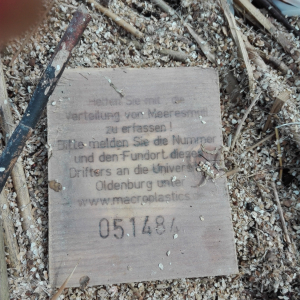 Helfen Sie mit die
Verteilung von Meeresmüll
zu erfassen!
Bitte melden Sie die Nummer
und den Fundort dieses
Drifters an die Universität
Oldenburg unter
www.macroplastics.
051484